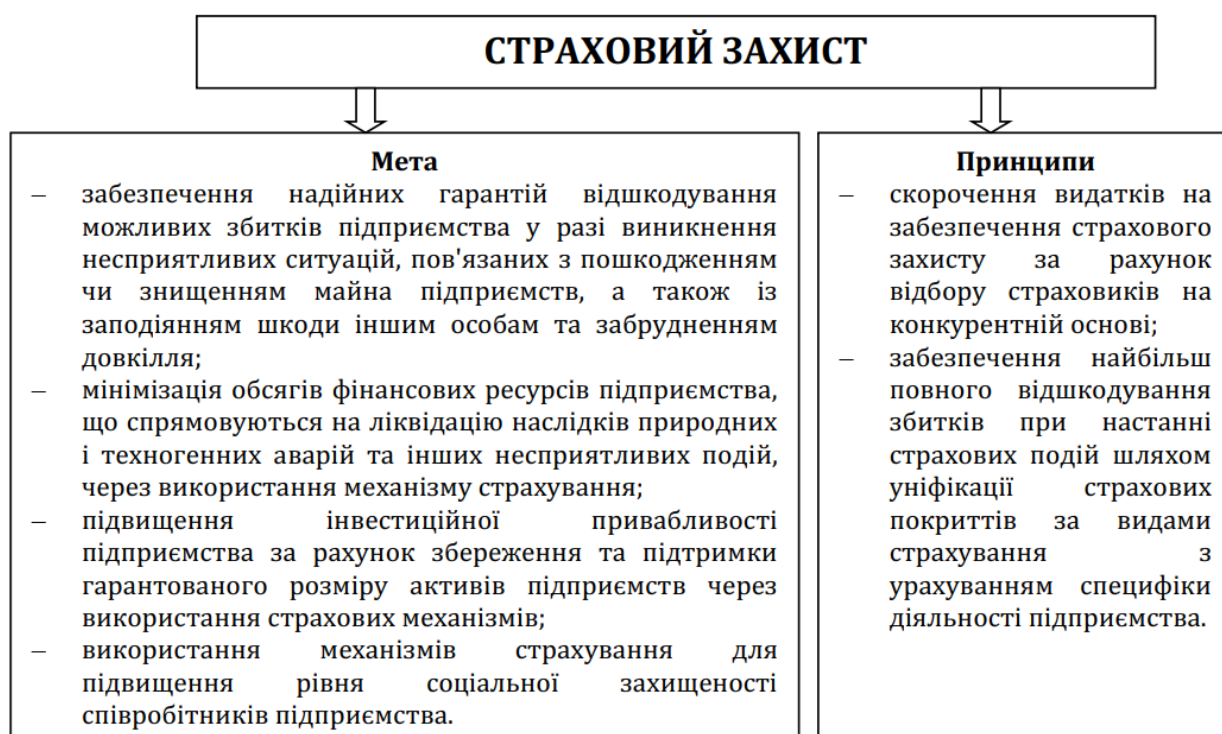 СТРАХОВИЙ ЗАХИСТ
Мета
– забезпечення надійних гарантій відшкодування
можливих збитків підприємства у разі виникнення
несприятливих ситуацій, пов'язаних з пошкодженням
чи знищенням майна підприємств, а також із
заподіянням шкоди іншим особам та забрудненням
довкілля;
– мінімізація обсягів фінансових ресурсів підприємства,
що спрямовуються на ліквідацію наслідків природних
і техногенних аварій та інших несприятливих подій,
через використання механізму страхування;
– підвищення інвестиційної привабливості
підприємства за рахунок збереження та підтримки
гарантованого розміру активів підприємств через
використання страхових механізмів;
– використання механізмів страхування для
підвищення рівня соціальної захищеності
співробітників підприємства.
Принципи
– скорочення видатків на
забезпечення страхового
захисту за рахунок
відбору страховиків на
конкурентній основі;
– забезпечення найбільш
повного відшкодування
збитків при настанні
страхових подій шляхом
уніфікації страхових
покриттів за видами
страхування з
урахуванням специфіки
діяльності підприємства.